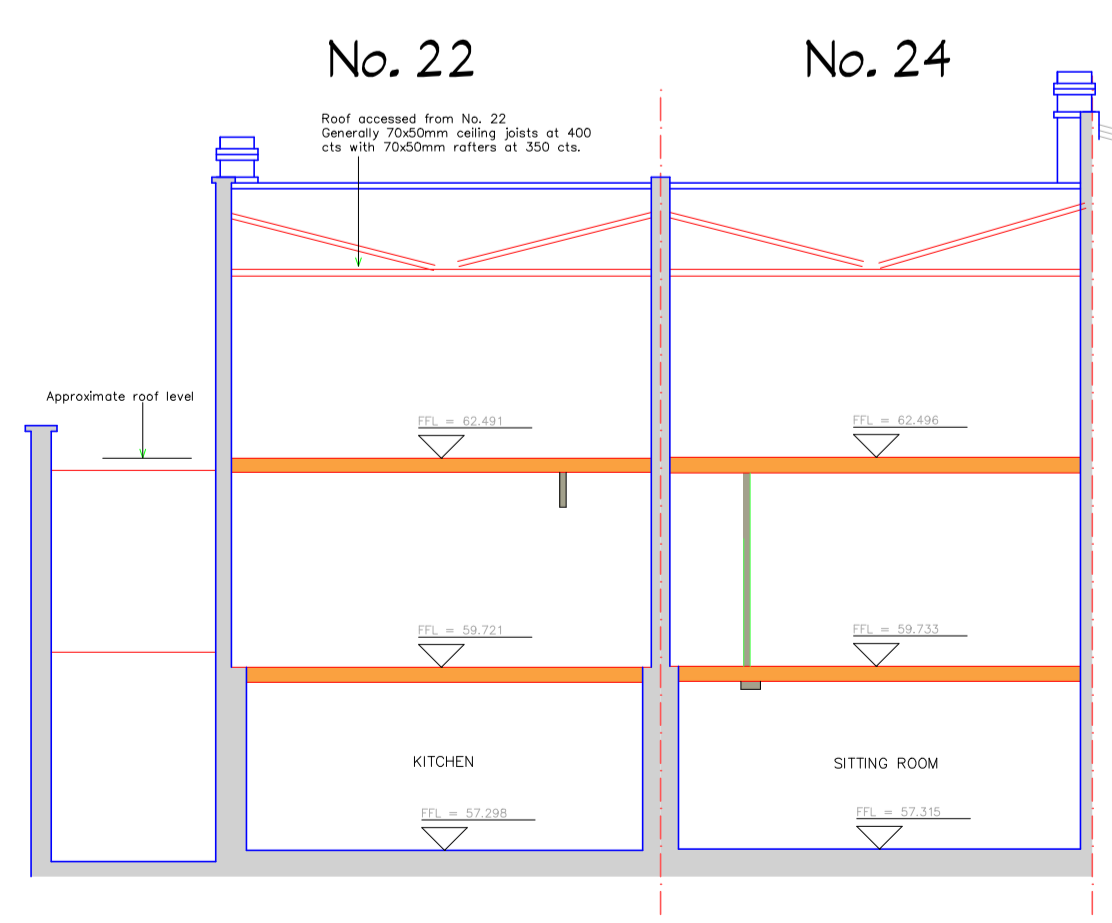 No. 22
No. 24
Roof accessed from No. 22
Generally 70x50mm ceiling joists at 400
cts with 70x50mm rafters at 350 cts.
Approximate roof level
FFL = 62.491
FFL = 62.496
FFL = 59.721
FFL = 59.733
KITCHEN
SITTING ROOM
FFL = 57.298
FFL = 57.315